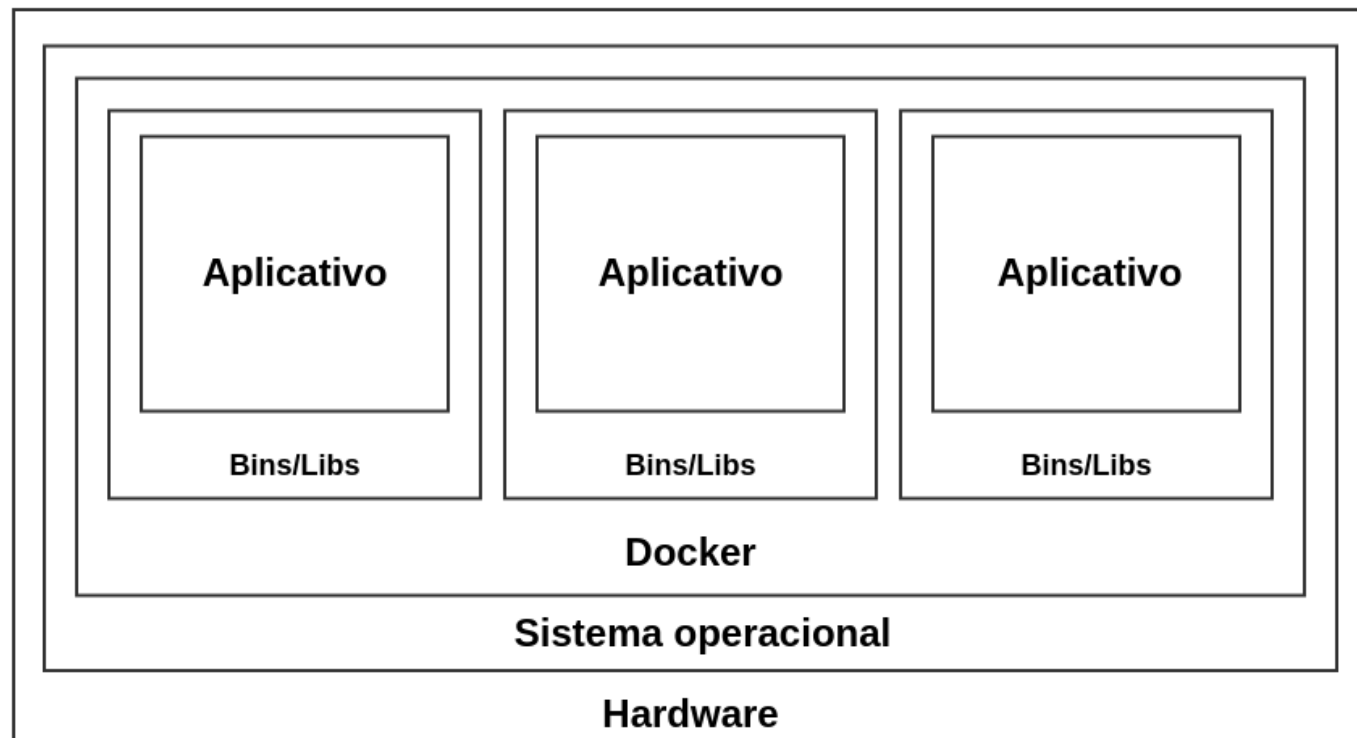 Aplicativo Aplicativo Aplicativo
Bins/Libs Bins/Libs Bins/Libs
Docker
Sistema operacional
Hardware